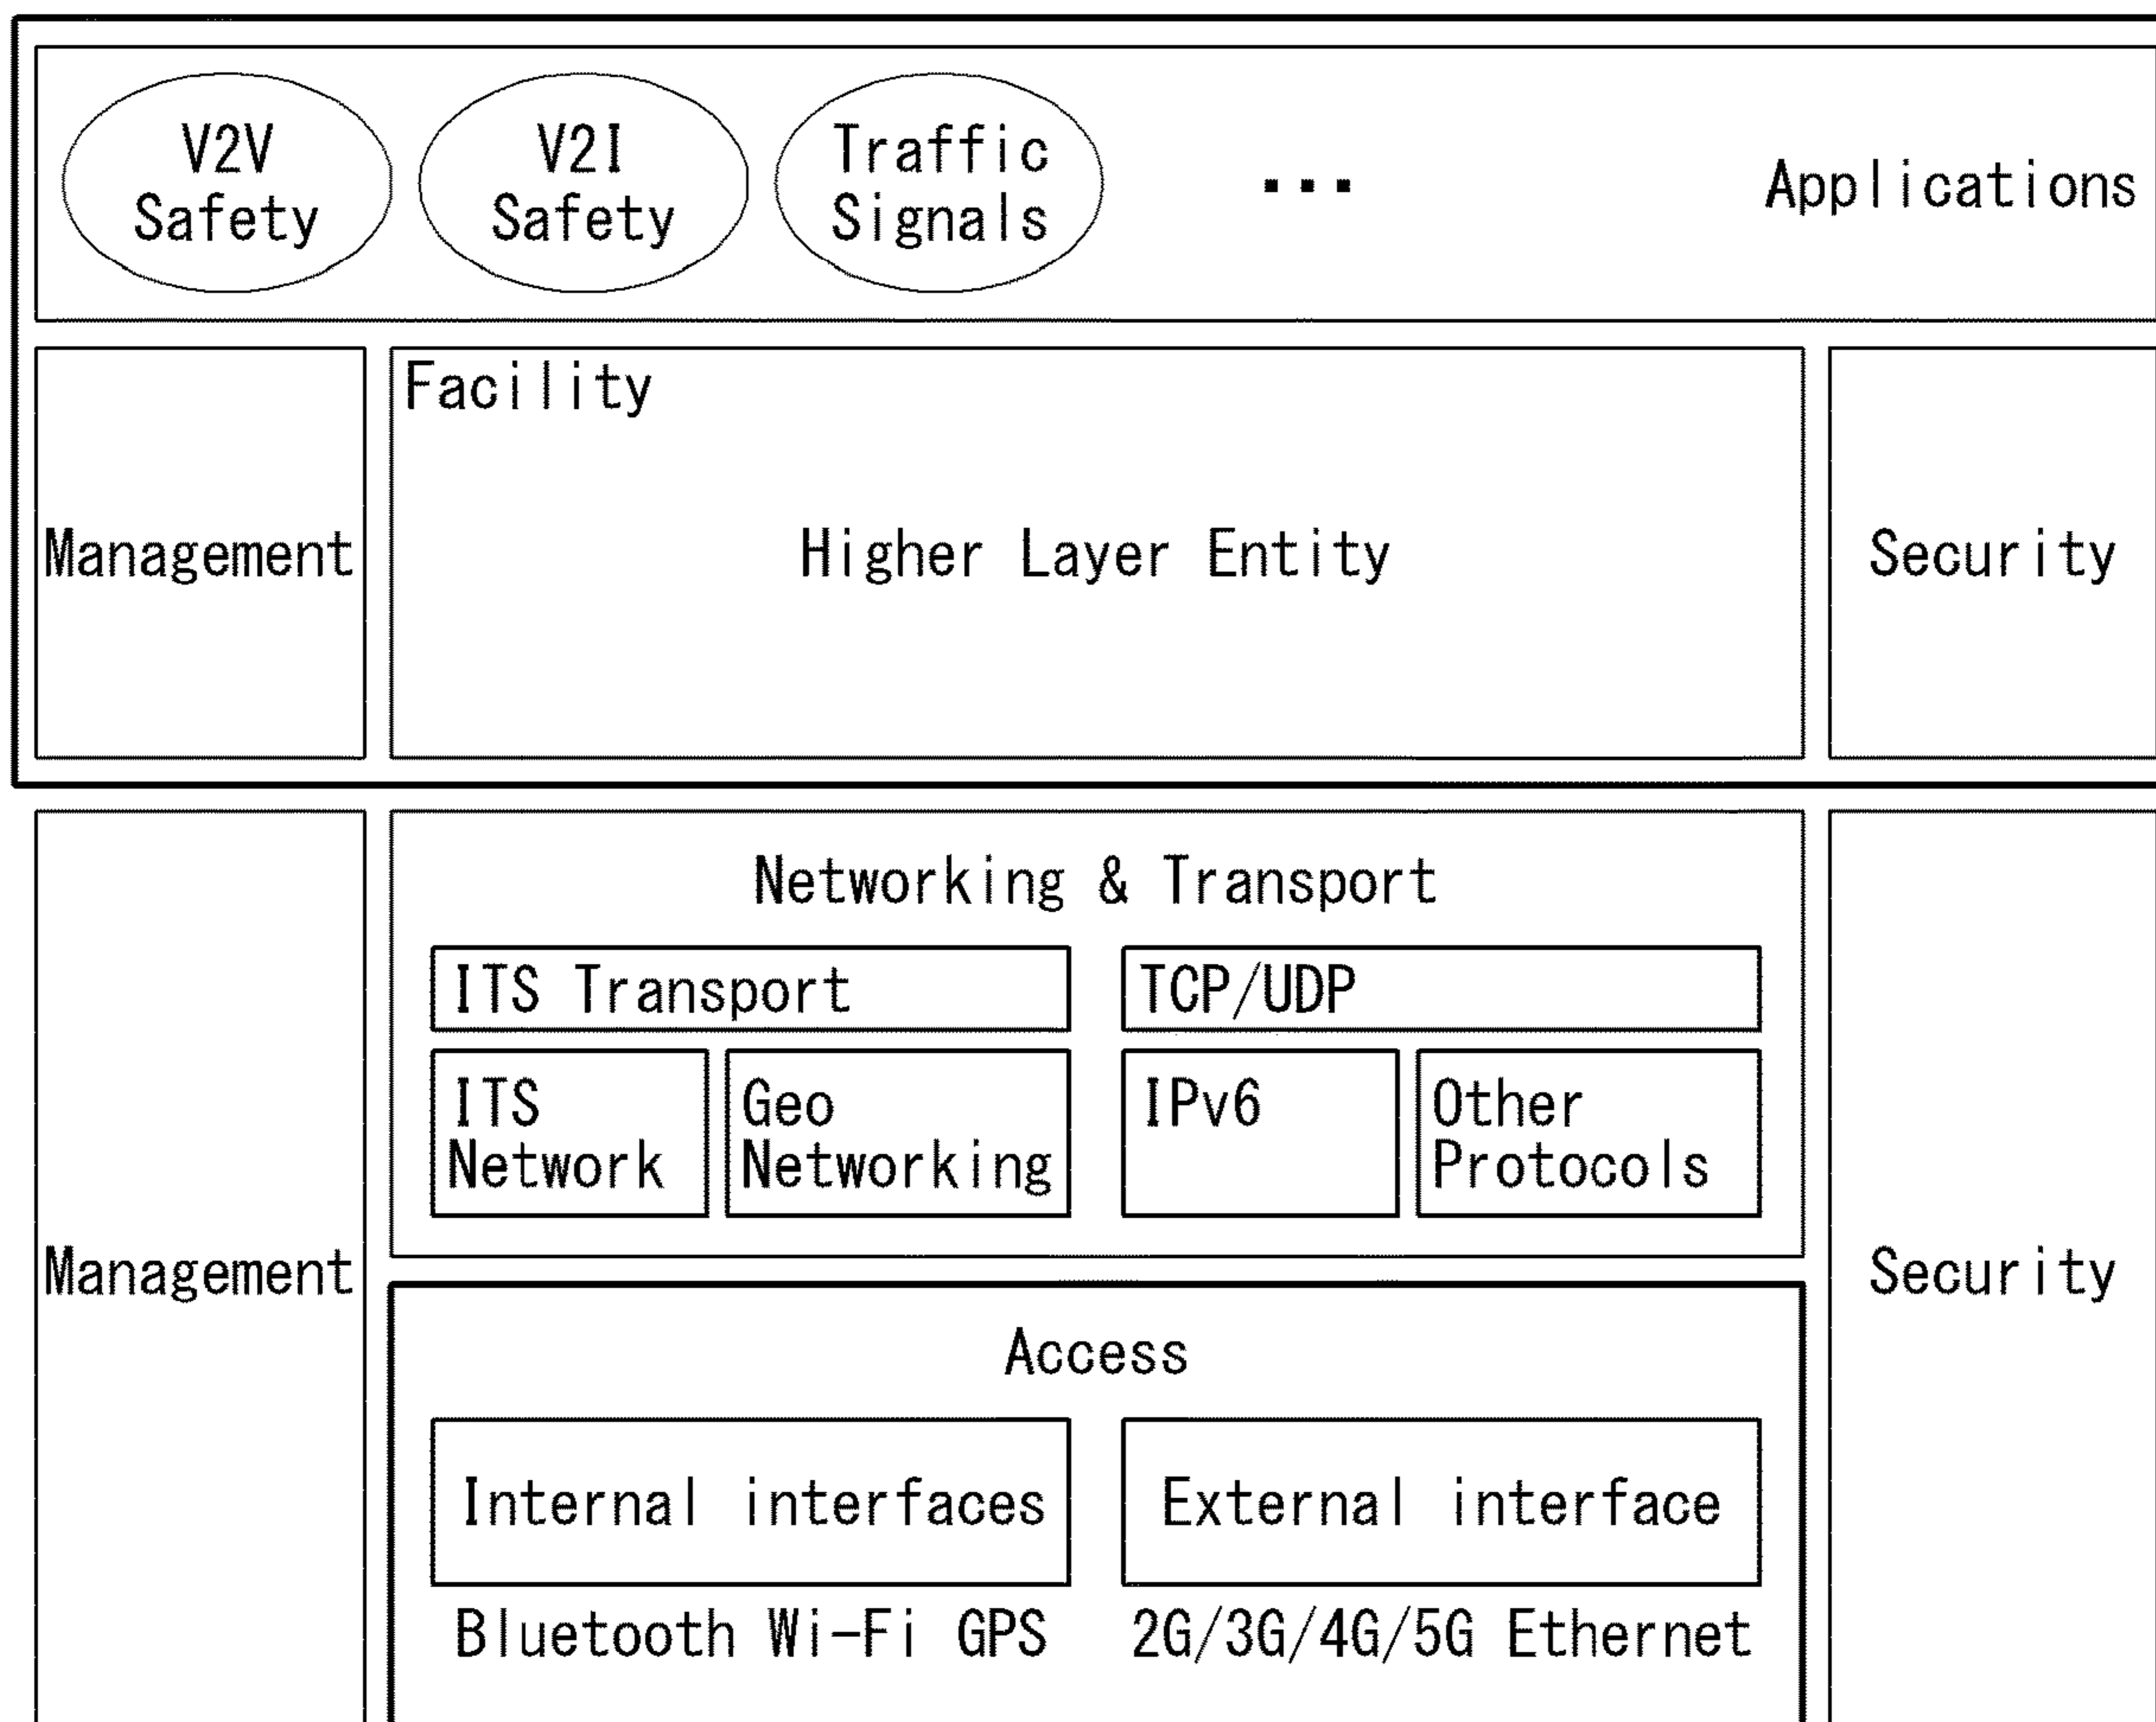 V2V
Safety
V2I
Safety
Traffic
Signals
...
Applications
Management
Facility
Higher Layer Entity
Security
Management
Networking & Transport
ITS Transport
TCP/UDP
ITS
Network
Geo
Networking
IPv6
Other
Protocols
Access
Internal interfaces
External interface
Bluetooth Wi-Fi GPS
2G/3G/4G/5G Ethernet
Security